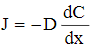 J = −D dC/dx